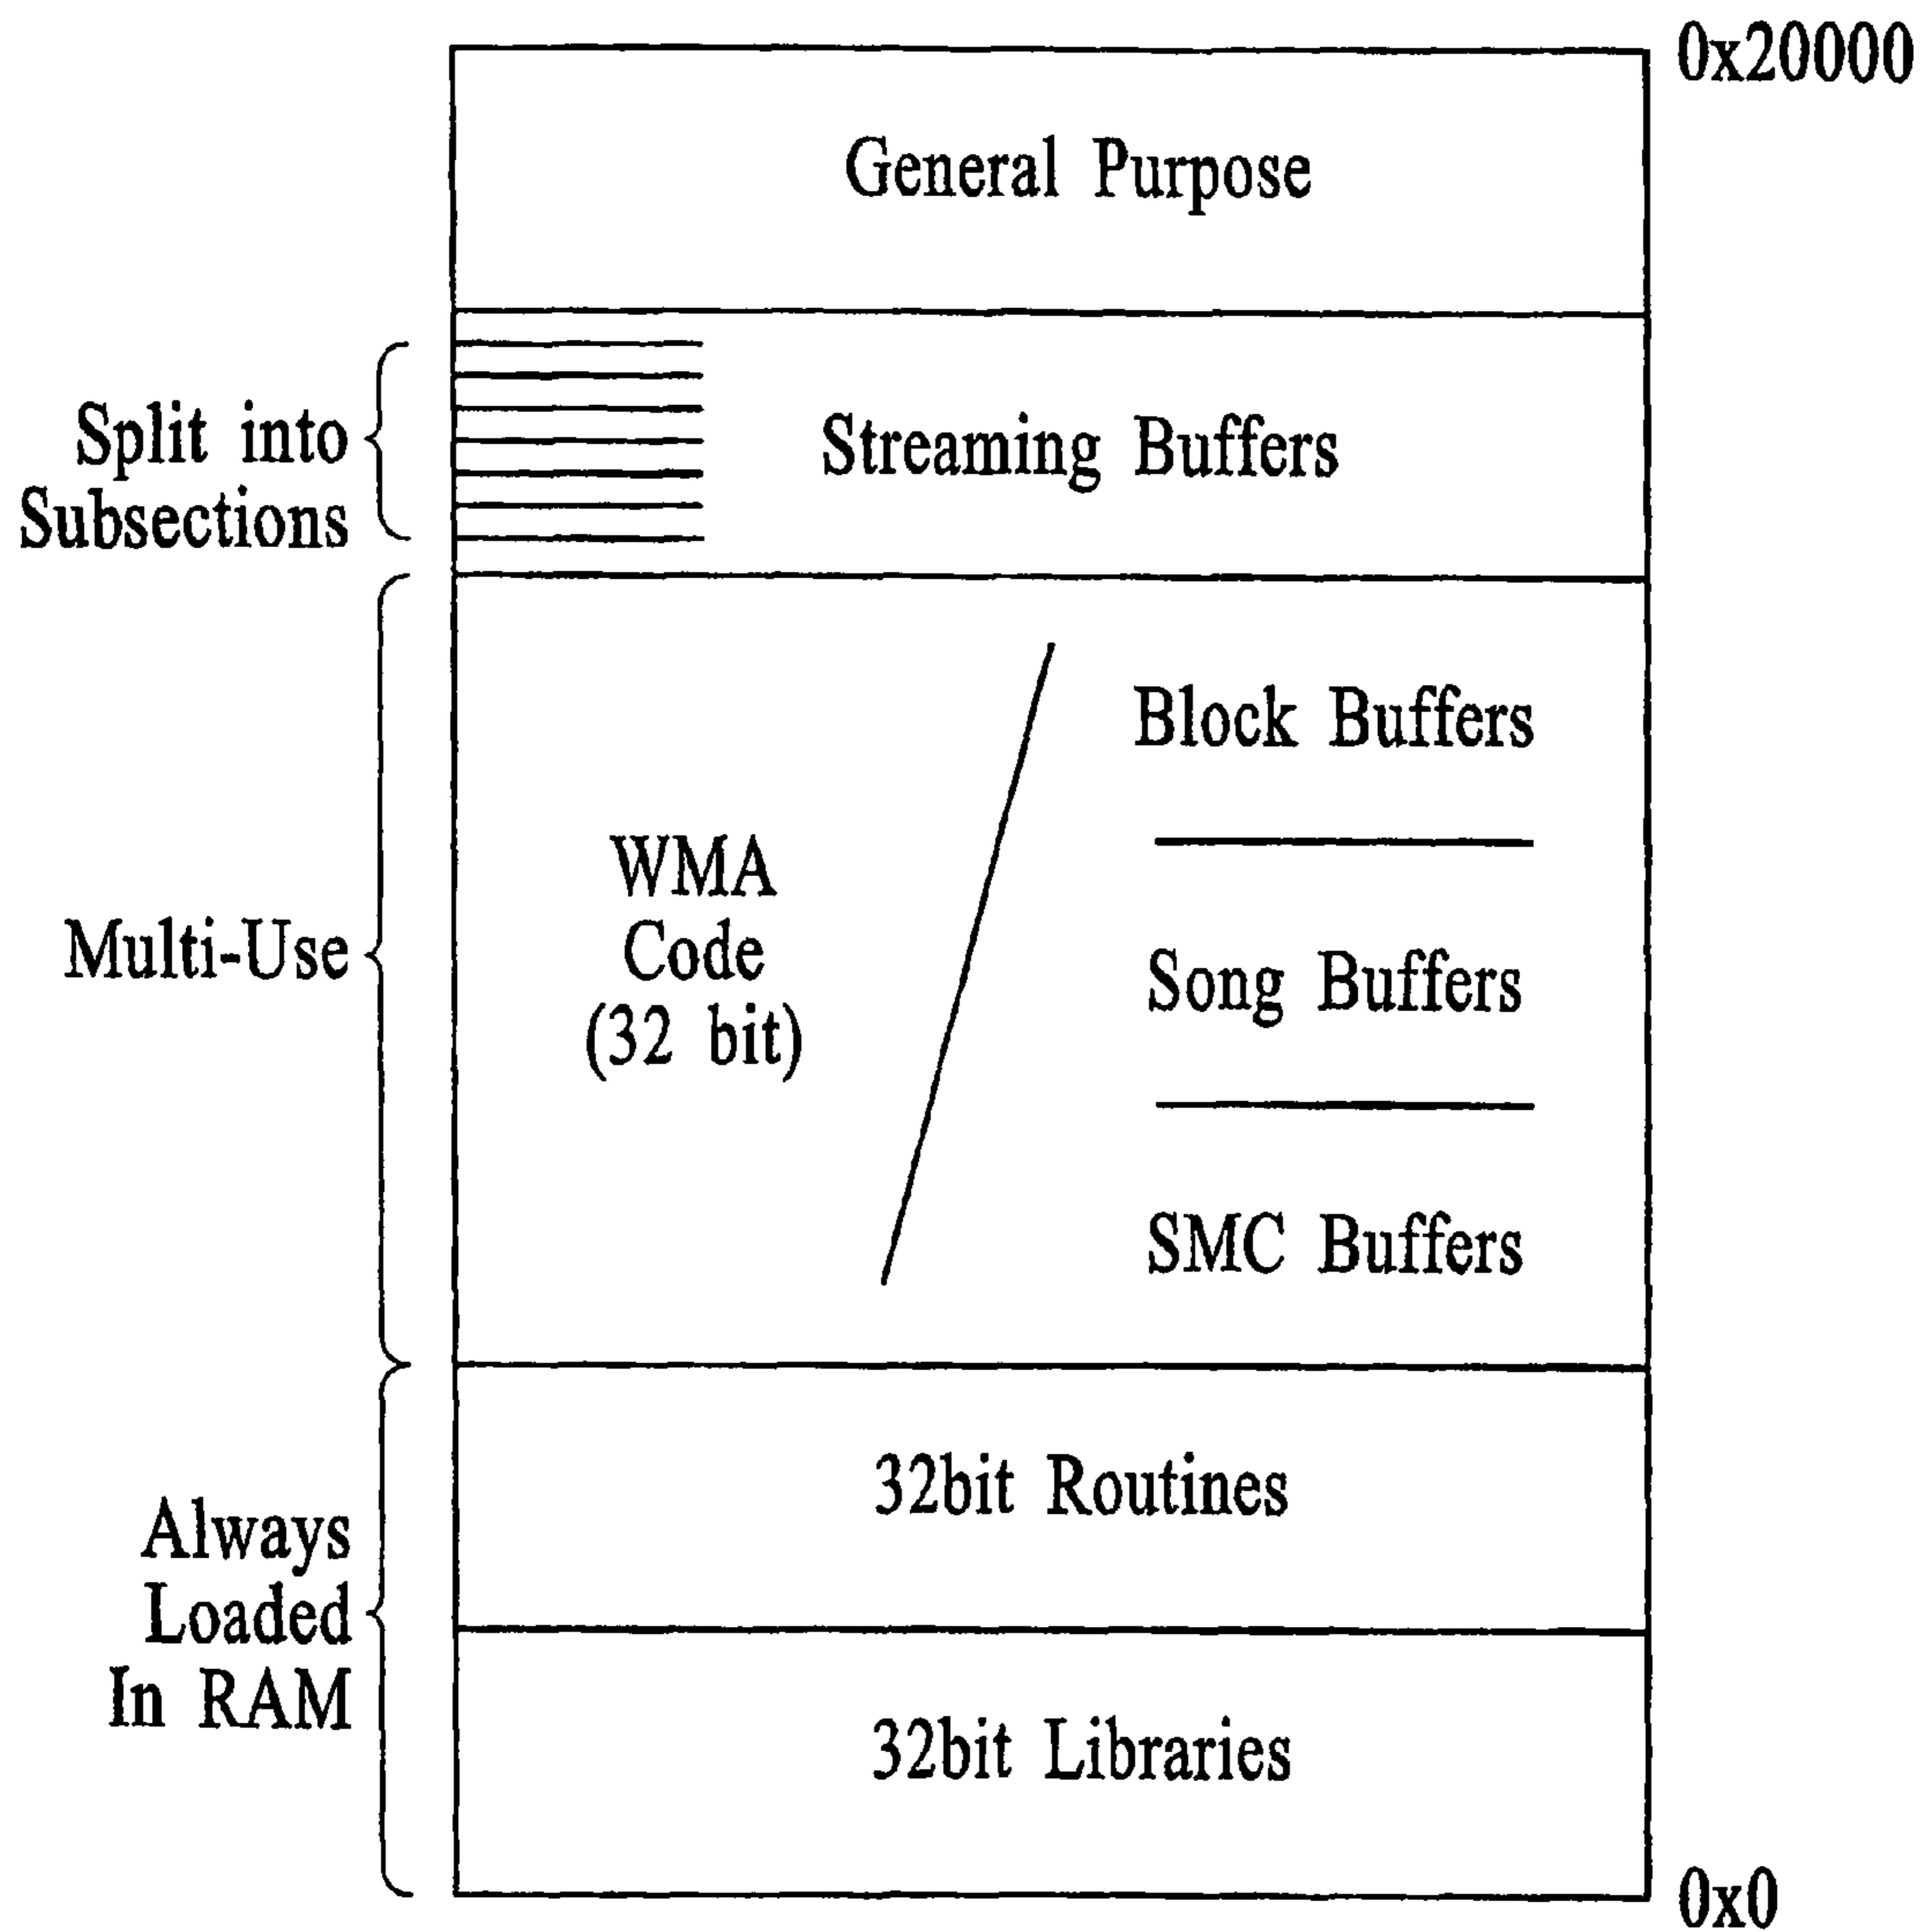 0x20000
General Purpose
Split into
Subsections
Streaming Buffers
Multi-Use
WMA
Code
(32 bit)
Block Buffers
Song Buffers
SMC Buffers
Always
Loaded
In RAM
32bit Routines
32bit Libraries
0x0